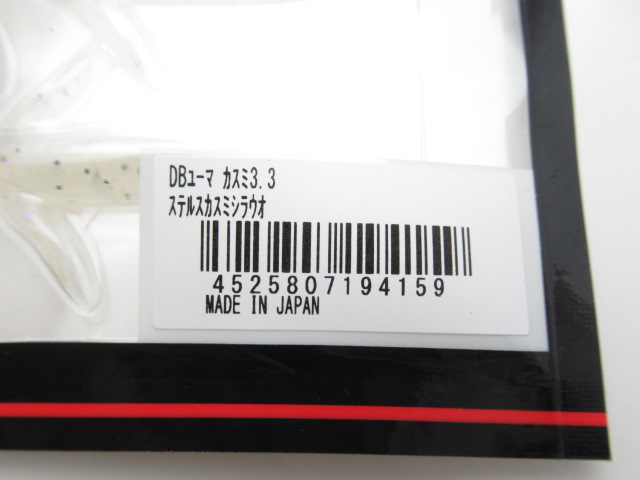 DBﾕｰﾏ ｶｽﾐ3.3
ｽﾃﾙｽｶｽﾐｼﾗｳｵ
4525807194159
MADE IN JAPAN